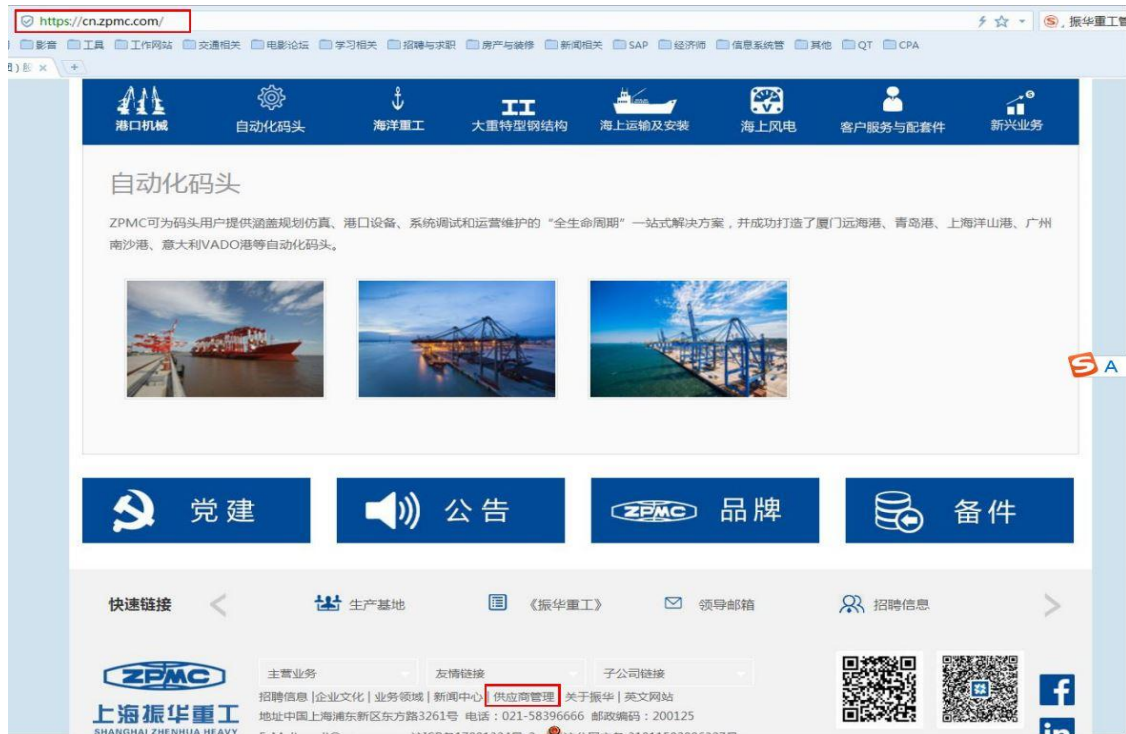 https://cn.zpmc.com/
振华重工
影音 工具 工作网站 交通相关 电影论坛 学习相关 招聘与求职 房产与装修 新闻相关 SAP 经济师 信息系统管 其他 QT CPA
港口机械 自动化码头 海洋重工 大重特型钢结构 海上运输及安装 海上风电 客户服务与配套件 新兴业务
自动化码头
ZPMC可为码头用户提供涵盖规划仿真、港口设备、系统调试和运营维护的“全生命周期”一站式解决方案，并成功打造了厦门远海港、青岛港、上海洋山港、广州
南沙港、意大利VADO港等自动化码头。
A
党建 公告 ZPMC 品牌 备件
快速链接 生产基地 《振华重工》 领导邮箱 招聘信息
ZPMC
上海振华重工
SHANGHAI ZHENHUA HEAVY
主营业务 友情链接 子公司链接
招聘信息 |企业文化 | 业务领域 | 新闻中心 | 供应商管理 关于振华 | 英文网站
地址中国上海浦东新区东方路3261号 电话：021-58396666 邮政编码：200125